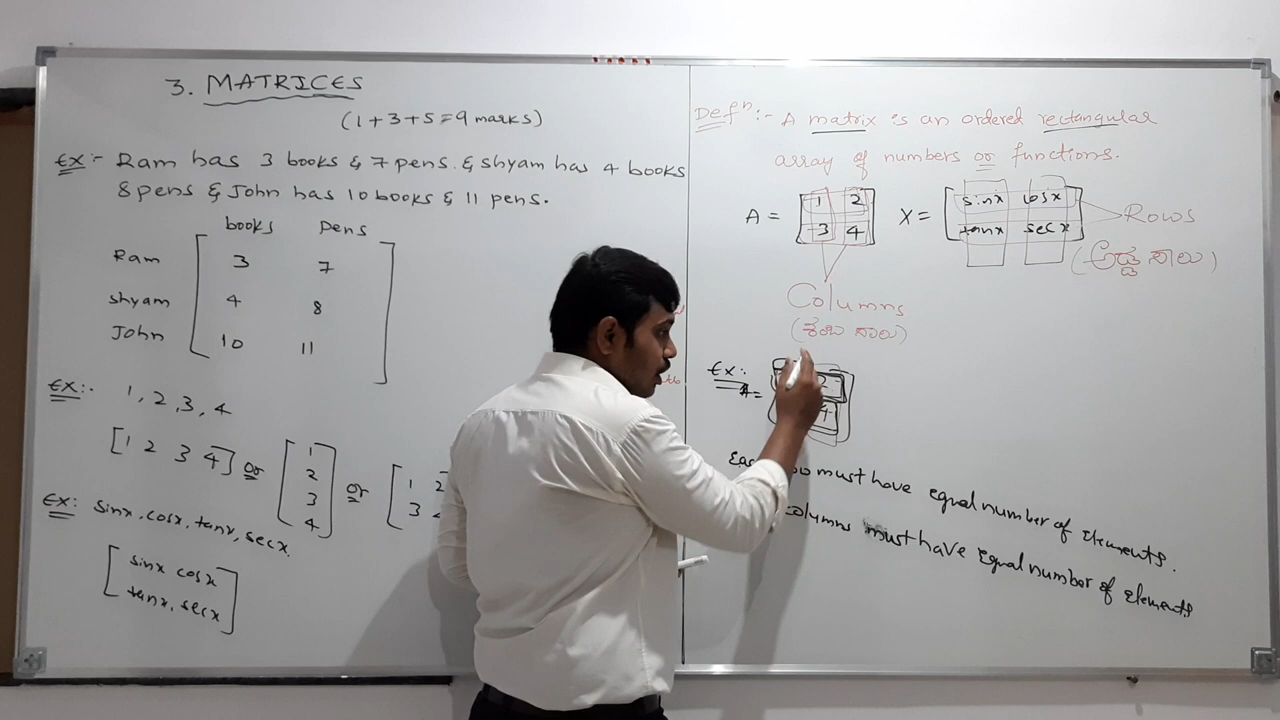 3. MATRICES
(1+3+5=9 marks)
Ex:- Ram has 3 books & 7 pens. & shyam has 4 books
8 pens & John has 10 books & 11 pens.
books pens
Ram 3 7
shyam 4 8
John 10 11
Ex:- 1, 2, 3, 4
[1 2 3 4] or [1 2 3 4] or [1 2
3
Ex: sinx, cosx, tanx, secx.
[sinx cosx
tanx, secx]
Defⁿ:- A matrix is an ordered rectangular
array of numbers or functions.
A = [1 2 X = [sinx cosx Rows
3 4] tanx secx]
(ಅಡ್ಡ ಸಾಲು)
Columns
(ಕಂಬ ಸಾಲು)
Ex:
A=
must have equal number of elements.
columns must have equal number of elements